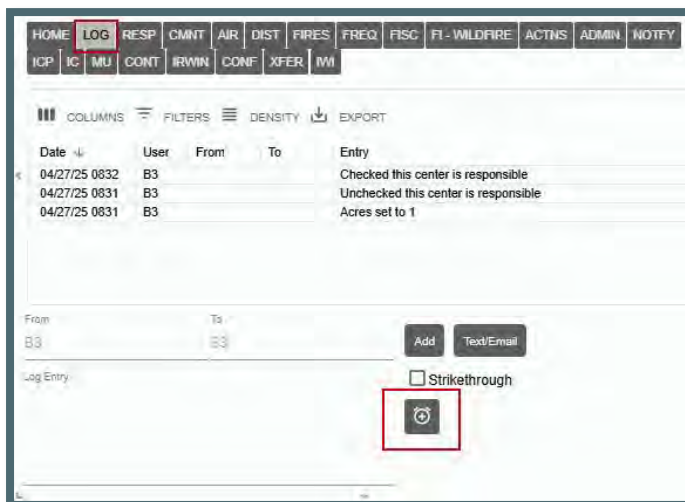 HOME LOG RESP CMNT AIR DIST FIRES FREQ FISC FI - WILDFIRE ACTNS ADMIN NOTFY
ICP IC MU CONT IRWIN CONF XFER IWI
COLUMNS FILTERS DENSITY EXPORT
Date User From To Entry
04/27/25 0832 B3 Checked this center is responsible
04/27/25 0831 B3 Unchecked this center is responsible
04/27/25 0831 B3 Acres set to 1
From To
B3 B3 Add Text/Email
Log Entry Strikethrough